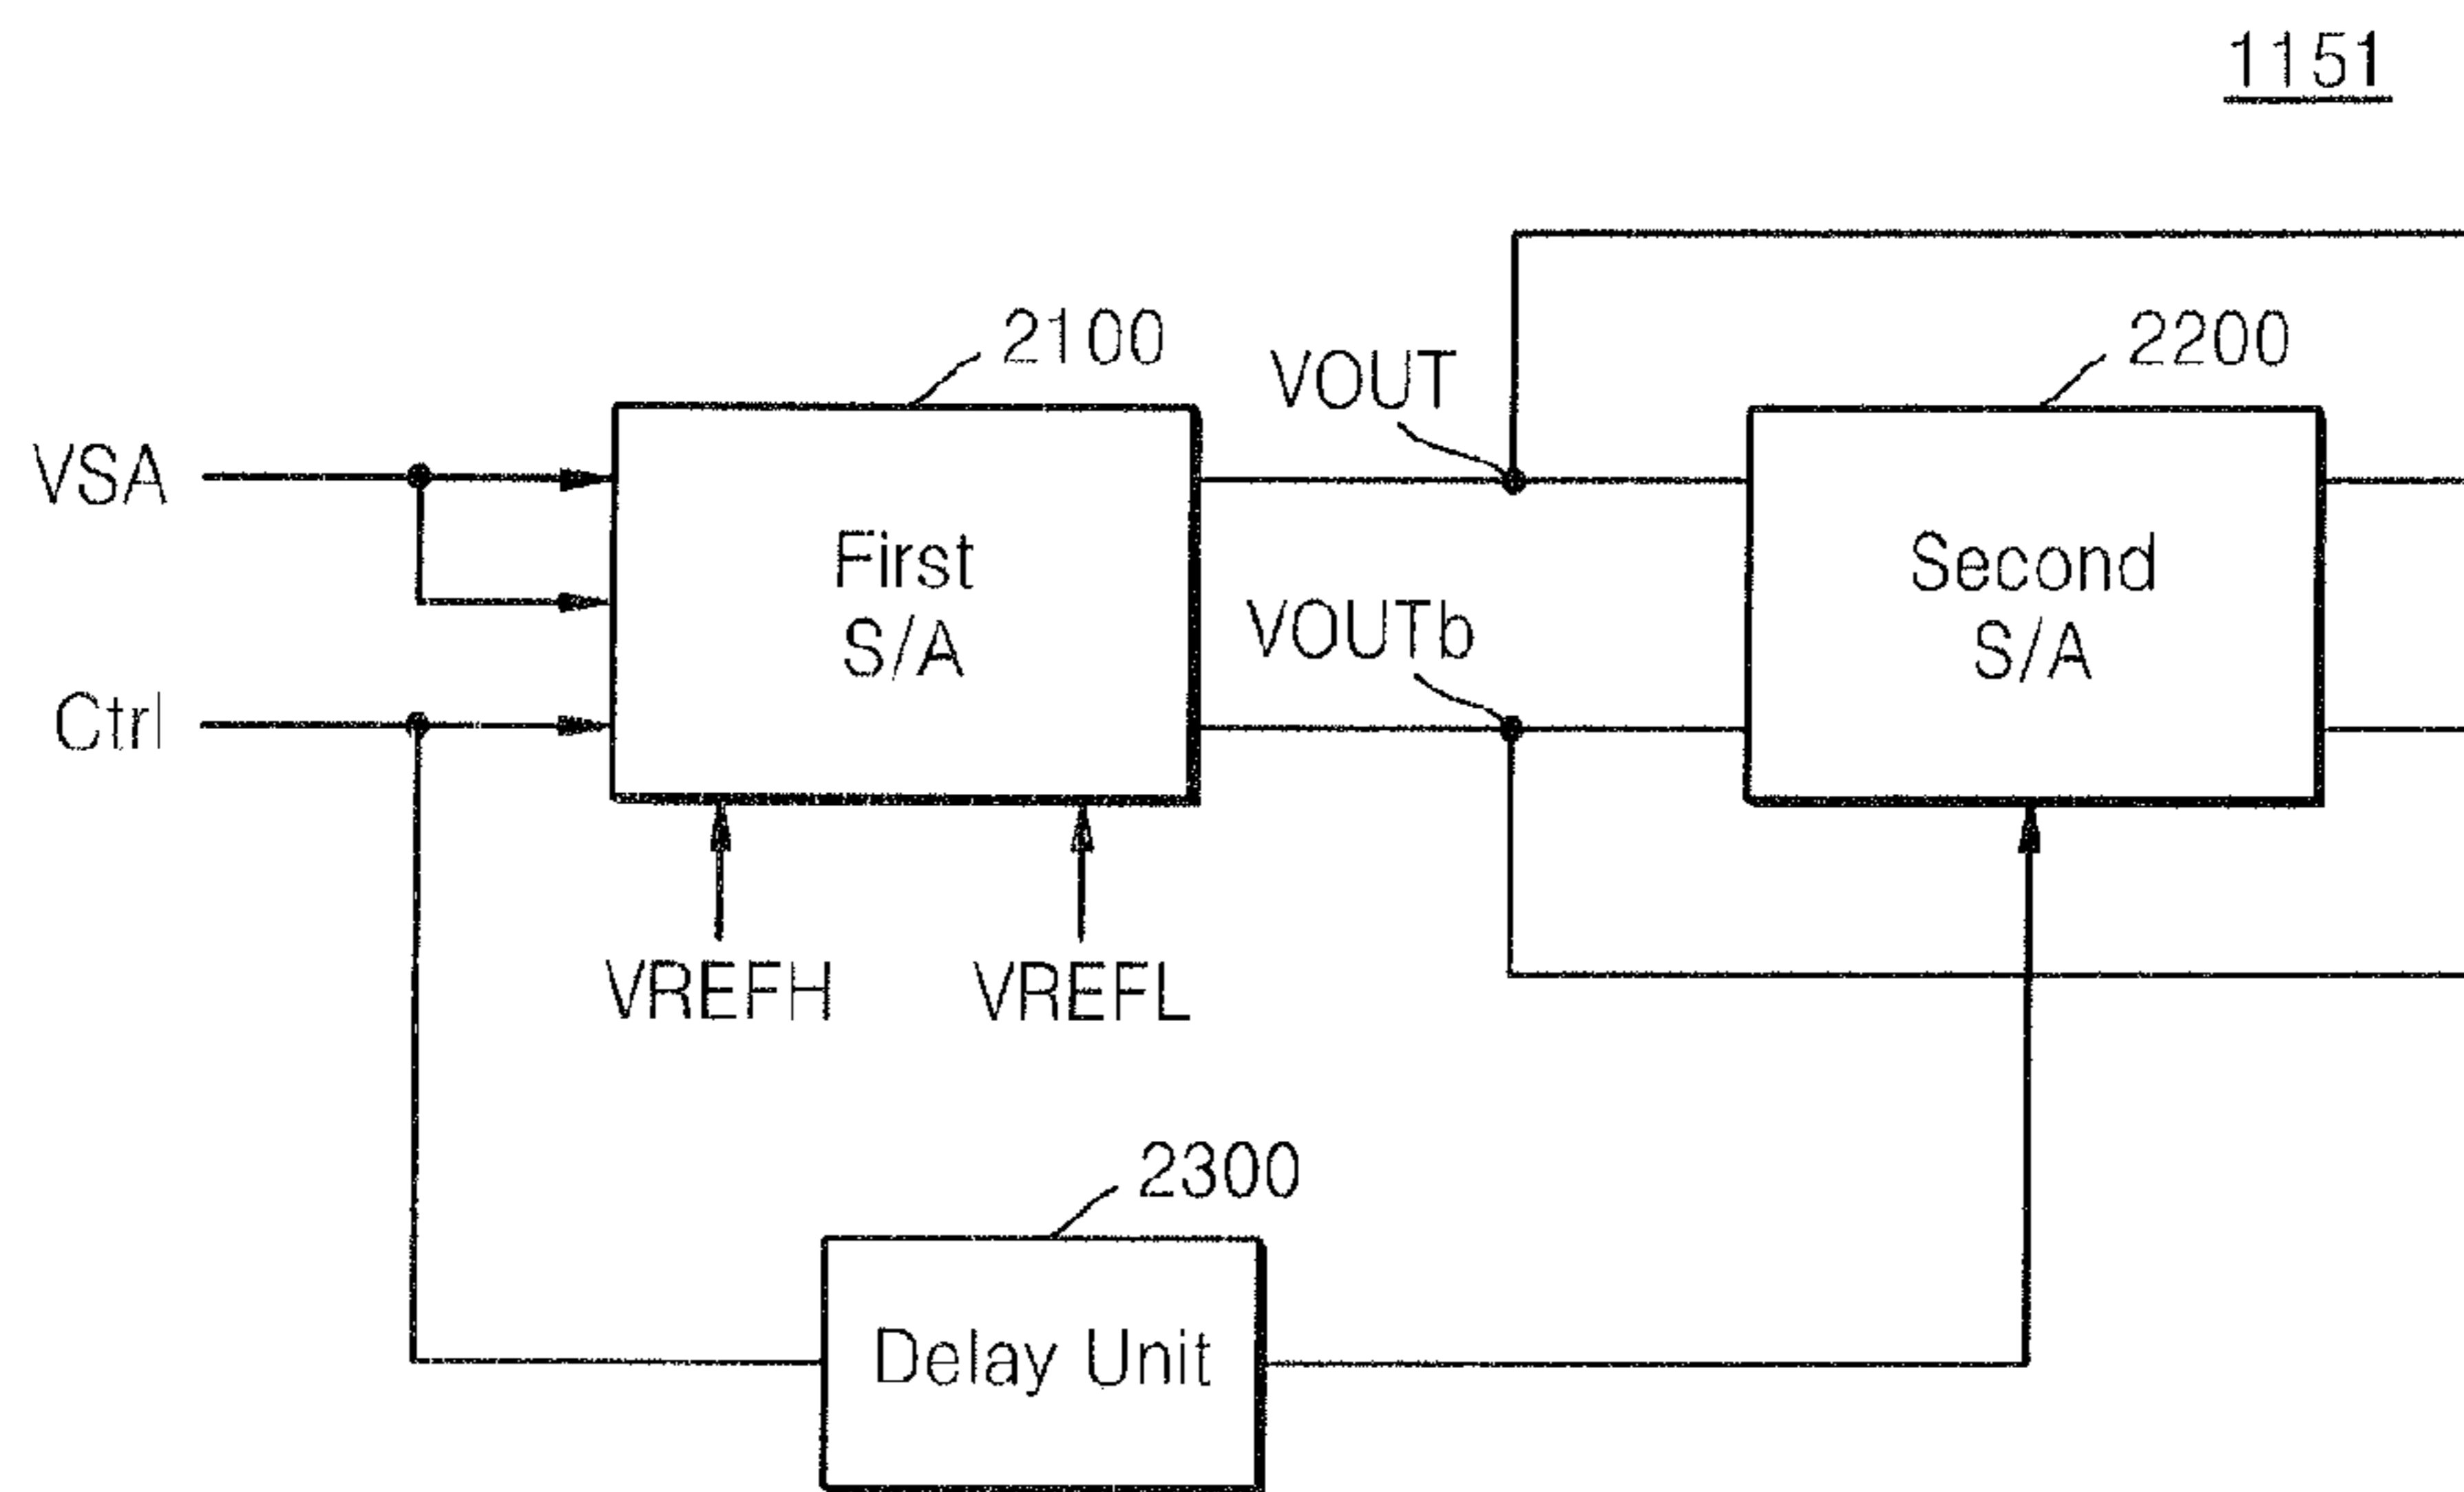 1151
2100
2200
VOUT
VSA
First
S/A
Second
S/A
VOUTb
Ctrl
VREFH
VREFL
2300
Delay Unit